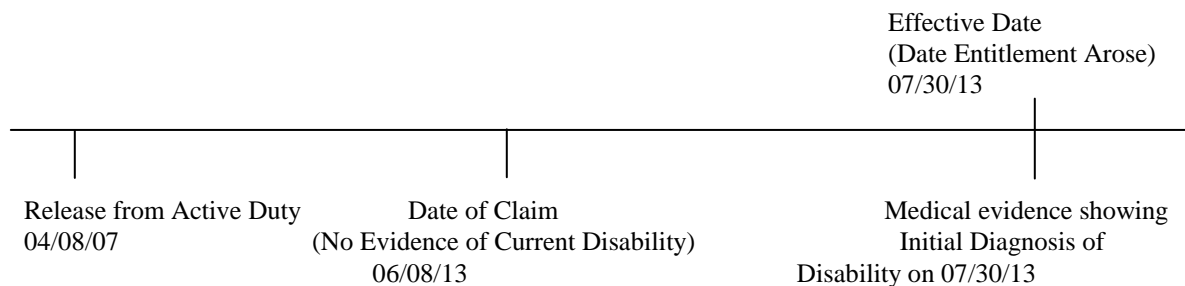 Effective Date
(Date Entitlement Arose)
07/30/13
Release from Active Duty
04/08/07
Date of Claim
(No Evidence of Current Disability)
06/08/13
Medical evidence showing
Initial Diagnosis of
Disability on 07/30/13